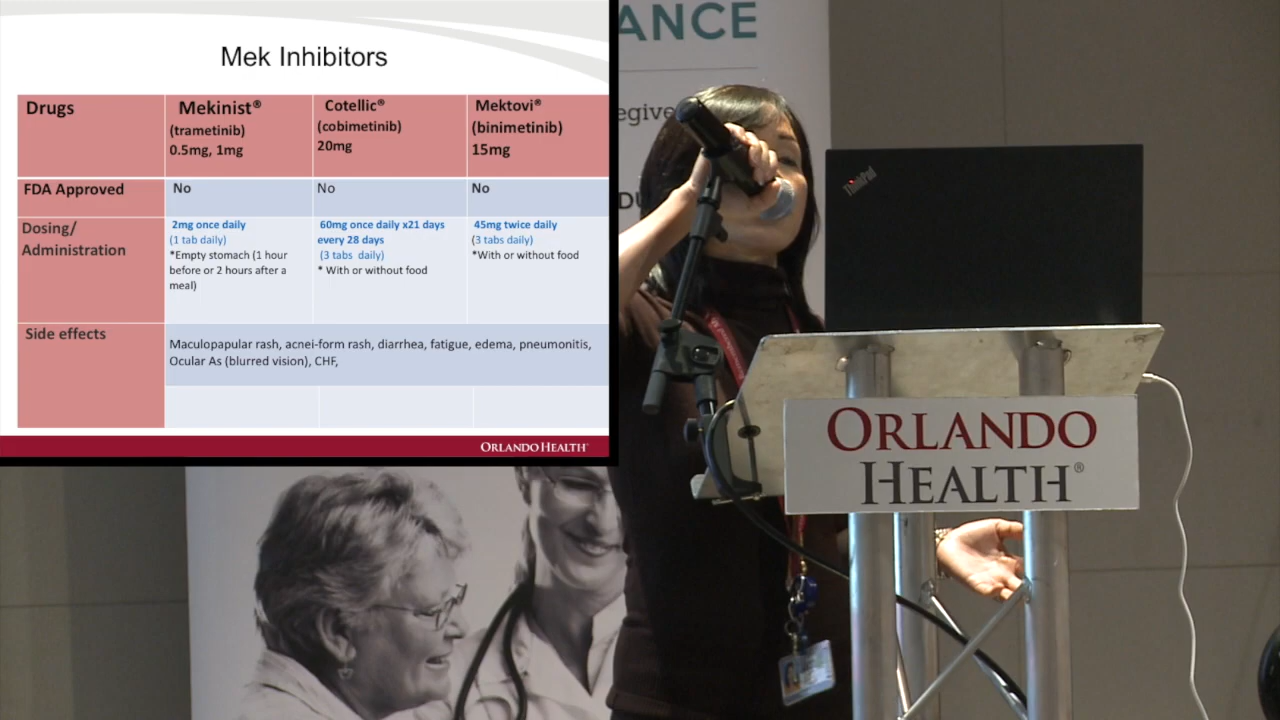 Mek Inhibitors
Drugs
Mekinist®
(trametinib)
0.5mg, 1mg
Cotellic®
(cobimetinib)
20mg
Mektovi®
(binimetinib)
15mg
FDA Approved
No
No
No
Dosing/
Administration
2mg once daily
(1 tab daily)
*Empty stomach (1 hour
before or 2 hours after a
meal)
60mg once daily x21 days
every 28 days
(3 tabs daily)
* With or without food
45mg twice daily
(3 tabs daily)
*With or without food
Side effects
Maculopapular rash, acnei-form rash, diarrhea, fatigue, edema, pneumonitis,
Ocular As (blurred vision), CHF,
ORLANDO HEALTH®
ANCE
egive
DU
ThinkPad
ORLANDO
HEALTH®